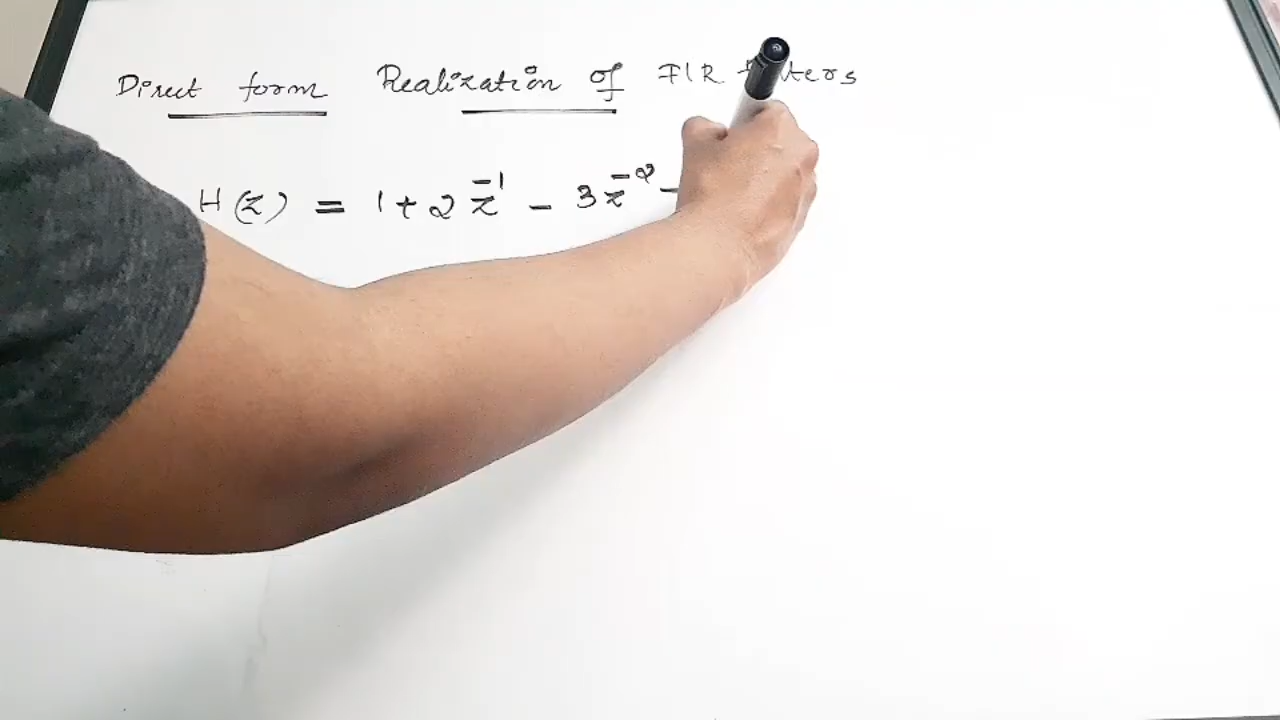 Direct form Realization of FIR
H(z) = 1 + 2z⁻¹ - 3z⁻² -